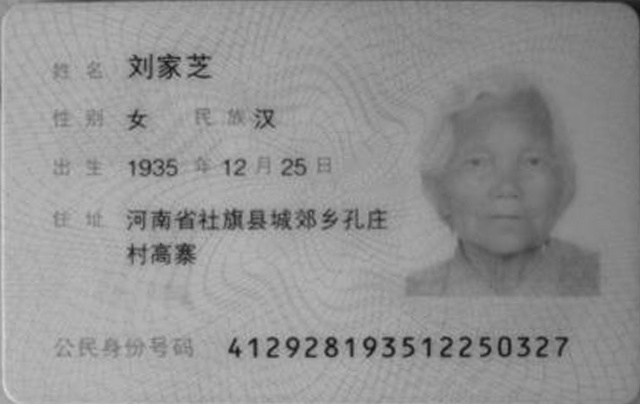 姓名 刘家芝
性别 女 民族 汉
出生 1935 年 12 月 25 日
住址 河南省社旗县城郊乡孔庄
村高寨
公民身份号码 412928193512250327